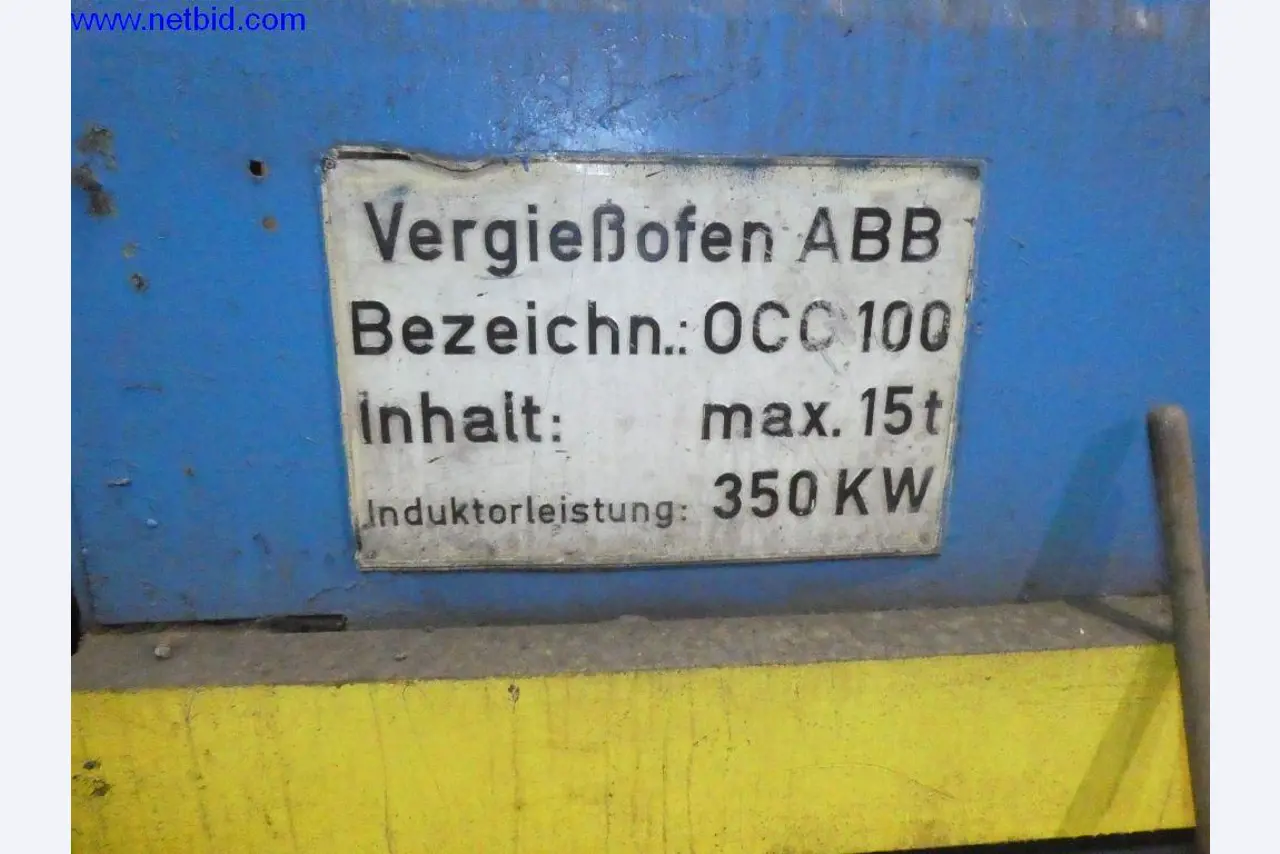 www.netbid.com
Vergießofen ABB
Bezeichn.: OCC 100
Inhalt: max. 15t
Induktorleistung: 350 KW